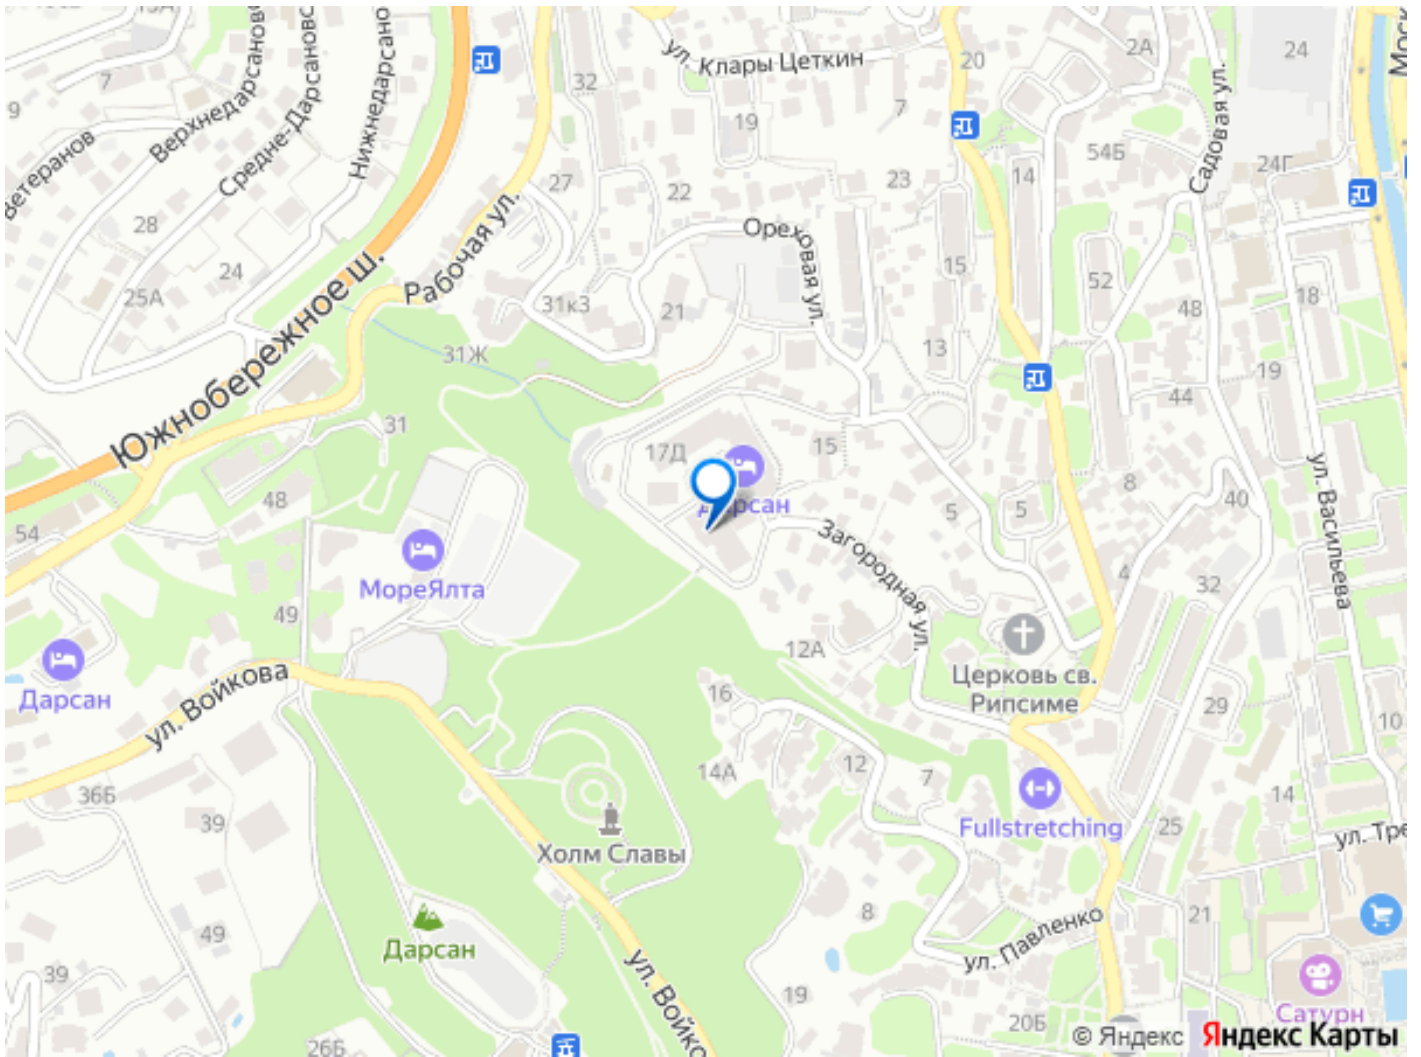 7
9
Ветеранов
Верхнедарсановс
Средне-Дарсановс
Нижнедарсано
28
24
25А
Южнобережное ш.
Рабочая ул.
32
27
ул. Клары Цеткин
19
7
20
22
23
14
2А
54Б
Садовая ул.
24
24Г
Моск
Ореховая ул.
21
31к3
31Ж
15
13
52
48
18
19
44
31
48
54
17Д
15
Дарсан
5
5
8
40
ул. Васильева
МореЯлта
49
Загородная ул.
4
32
Дарсан
ул. Войкова
12А
Церковь св.
Рипсиме
16
14А
12
7
29
10
14
36Б
39
Fullstretching
25
ул. Тре
Холм Славы
49
39
Дарсан
8
ул. Павленко
21
ул. Войко
19
20Б
26Б
Сатурн
© Яндекс Яндекс Карты